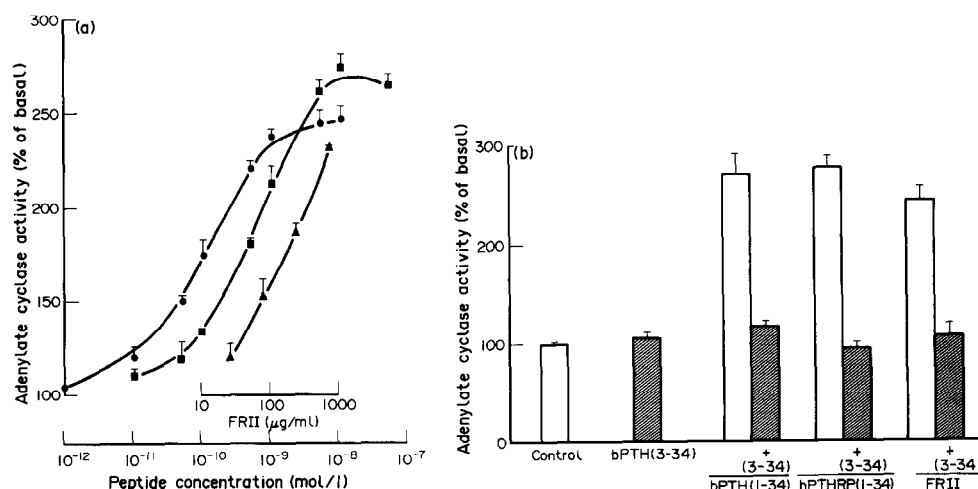 (a)
300
250
200
150
100
Adenylate cyclase activity (% of basal)
10 100 1000
FRII (μg/ml)
10⁻¹² 10⁻¹¹ 10⁻¹⁰ 10⁻⁹ 10⁻⁸ 10⁻⁷
Peptide concentration (mol/l)
(b)
300
200
100
0
Adenylate cyclase activity (% of basal)
Control bPTH(3-34) + + +
(3-34) (3-34) (3-34)
bPTH(1-34) bPTHRP(1-34) FRII